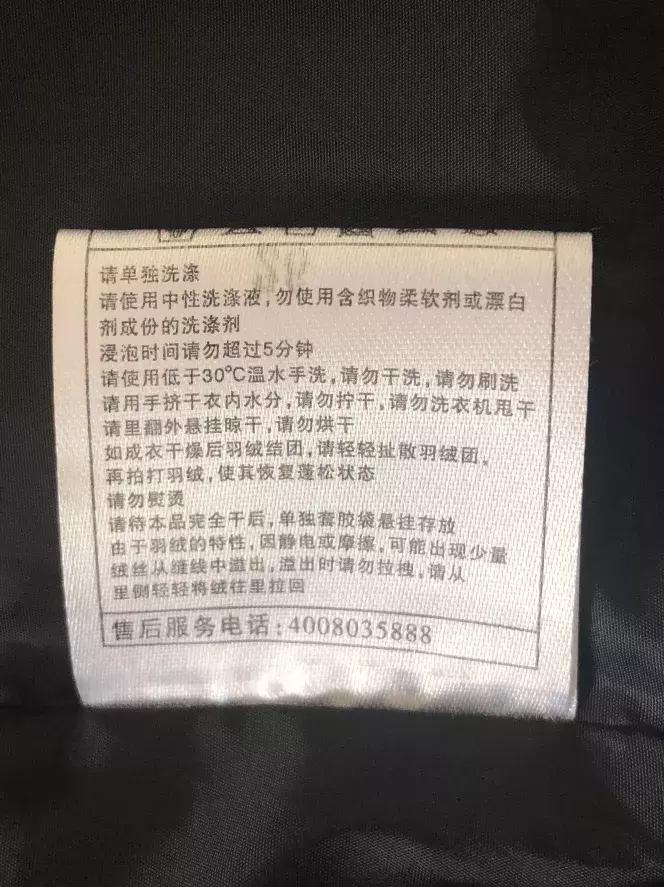 请单独洗涤
请使用中性洗涤液,勿使用含织物柔软剂或漂白
剂成份的洗涤剂
浸泡时间请勿超过5分钟
请使用低于30℃温水手洗,请勿干洗,请勿刷洗
请用手挤干衣内水分,请勿拧干,请勿洗衣机甩干
请里翻外悬挂晾干,请勿烘干
如成衣干燥后羽绒结团,请轻轻扯散羽绒团,
再拍打羽绒,使其恢复蓬松状态
请勿熨烫
请待本品完全干后,单独套胶袋悬挂存放
由于羽绒的特性,因静电或摩擦,可能出现少量
绒丝从缝线中溢出,溢出时请勿拉拽,请从
里侧轻轻将绒往里拉回
售后服务电话:4008035888